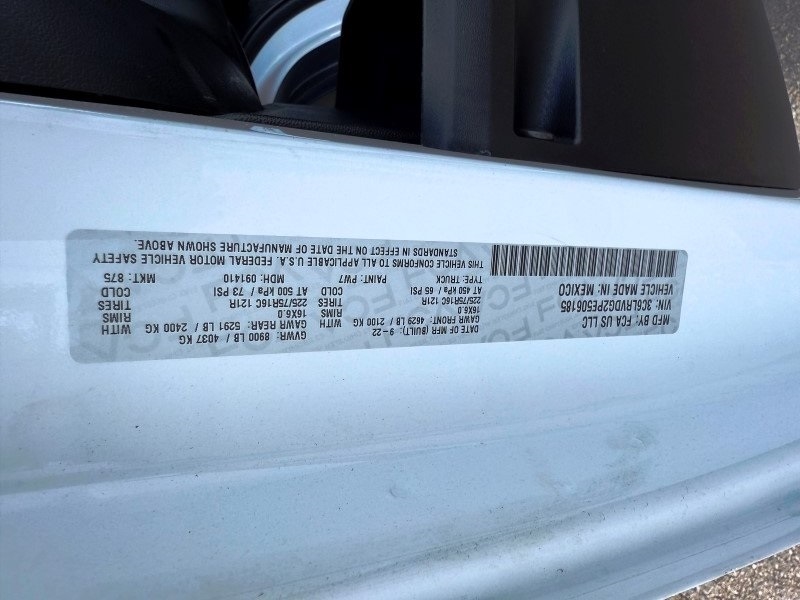 MFD BY: FCA US LLC
DATE OF MFR (BUILT): 9-22
GVWR: 8900 LB / 4037 KG
GAWR FRONT: 4629 LB / 2100 KG
WITH
GAWR REAR: 5291 LB / 2400 KG
WITH
16X6.0
RIMS
16X6.0
RIMS
VIN: 3C6LRVDG2PE506185
225/75R16C 121R
TIRES
225/75R16C 121R
TIRES
AT 450 kPa / 65 PSI
COLD
AT 500 kPa / 73 PSI
COLD
VEHICLE MADE IN: MEXICO
TYPE: TRUCK
PAINT: PW7
MDH: 091410
MKT: 875
THIS VEHICLE CONFORMS TO ALL APPLICABLE U.S.A. FEDERAL MOTOR VEHICLE SAFETY
STANDARDS IN EFFECT ON THE DATE OF MANUFACTURE SHOWN ABOVE.